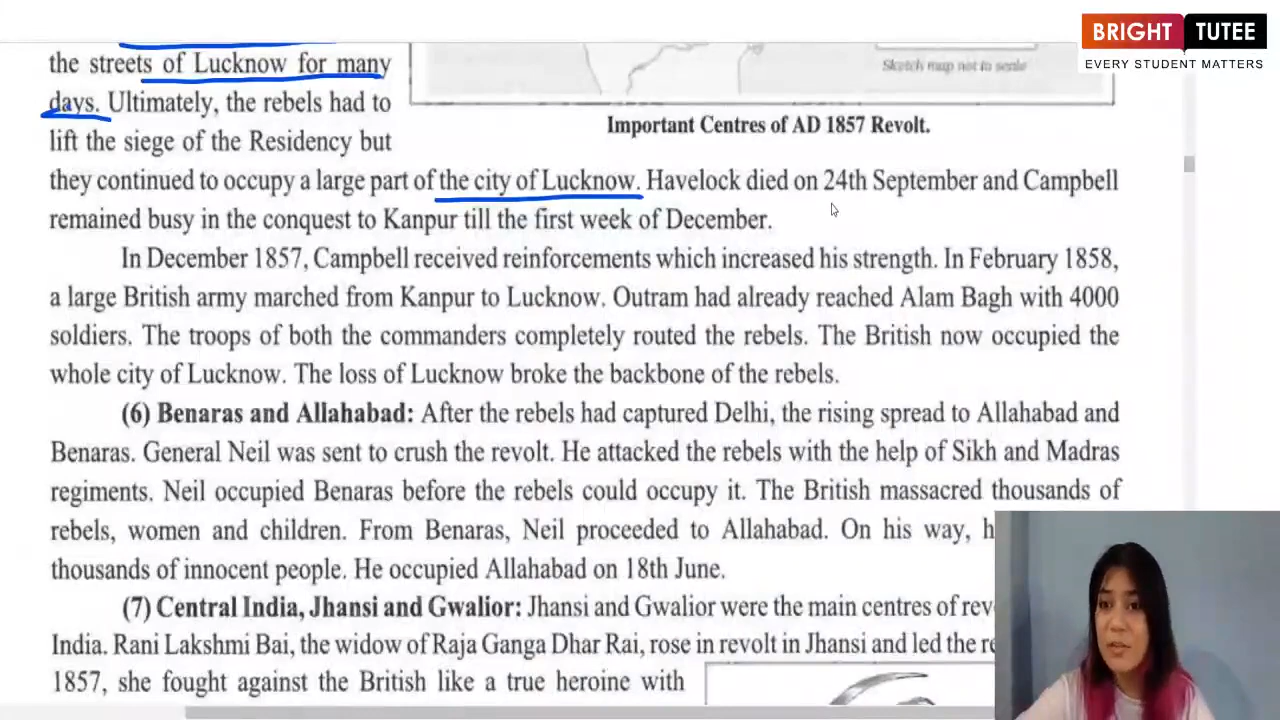 BRIGHT TUTEE
EVERY STUDENT MATTERS
the streets of Lucknow for many
Sketch map not to scale
days. Ultimately, the rebels had to
Important Centres of AD 1857 Revolt.
lift the siege of the Residency but
they continued to occupy a large part of the city of Lucknow. Havelock died on 24th September and Campbell
remained busy in the conquest to Kanpur till the first week of December.
In December 1857, Campbell received reinforcements which increased his strength. In February 1858,
a large British army marched from Kanpur to Lucknow. Outram had already reached Alam Bagh with 4000
soldiers. The troops of both the commanders completely routed the rebels. The British now occupied the
whole city of Lucknow. The loss of Lucknow broke the backbone of the rebels.
(6) Benaras and Allahabad: After the rebels had captured Delhi, the rising spread to Allahabad and
Benaras. General Neil was sent to crush the revolt. He attacked the rebels with the help of Sikh and Madras
regiments. Neil occupied Benaras before the rebels could occupy it. The British massacred thousands of
rebels, women and children. From Benaras, Neil proceeded to Allahabad. On his way,
thousands of innocent people. He occupied Allahabad on 18th June.
(7) Central India, Jhansi and Gwalior: Jhansi and Gwalior were the main centres of
India. Rani Lakshmi Bai, the widow of Raja Ganga Dhar Rai, rose in revolt in Jhansi and led the
1857, she fought against the British like a true heroine with